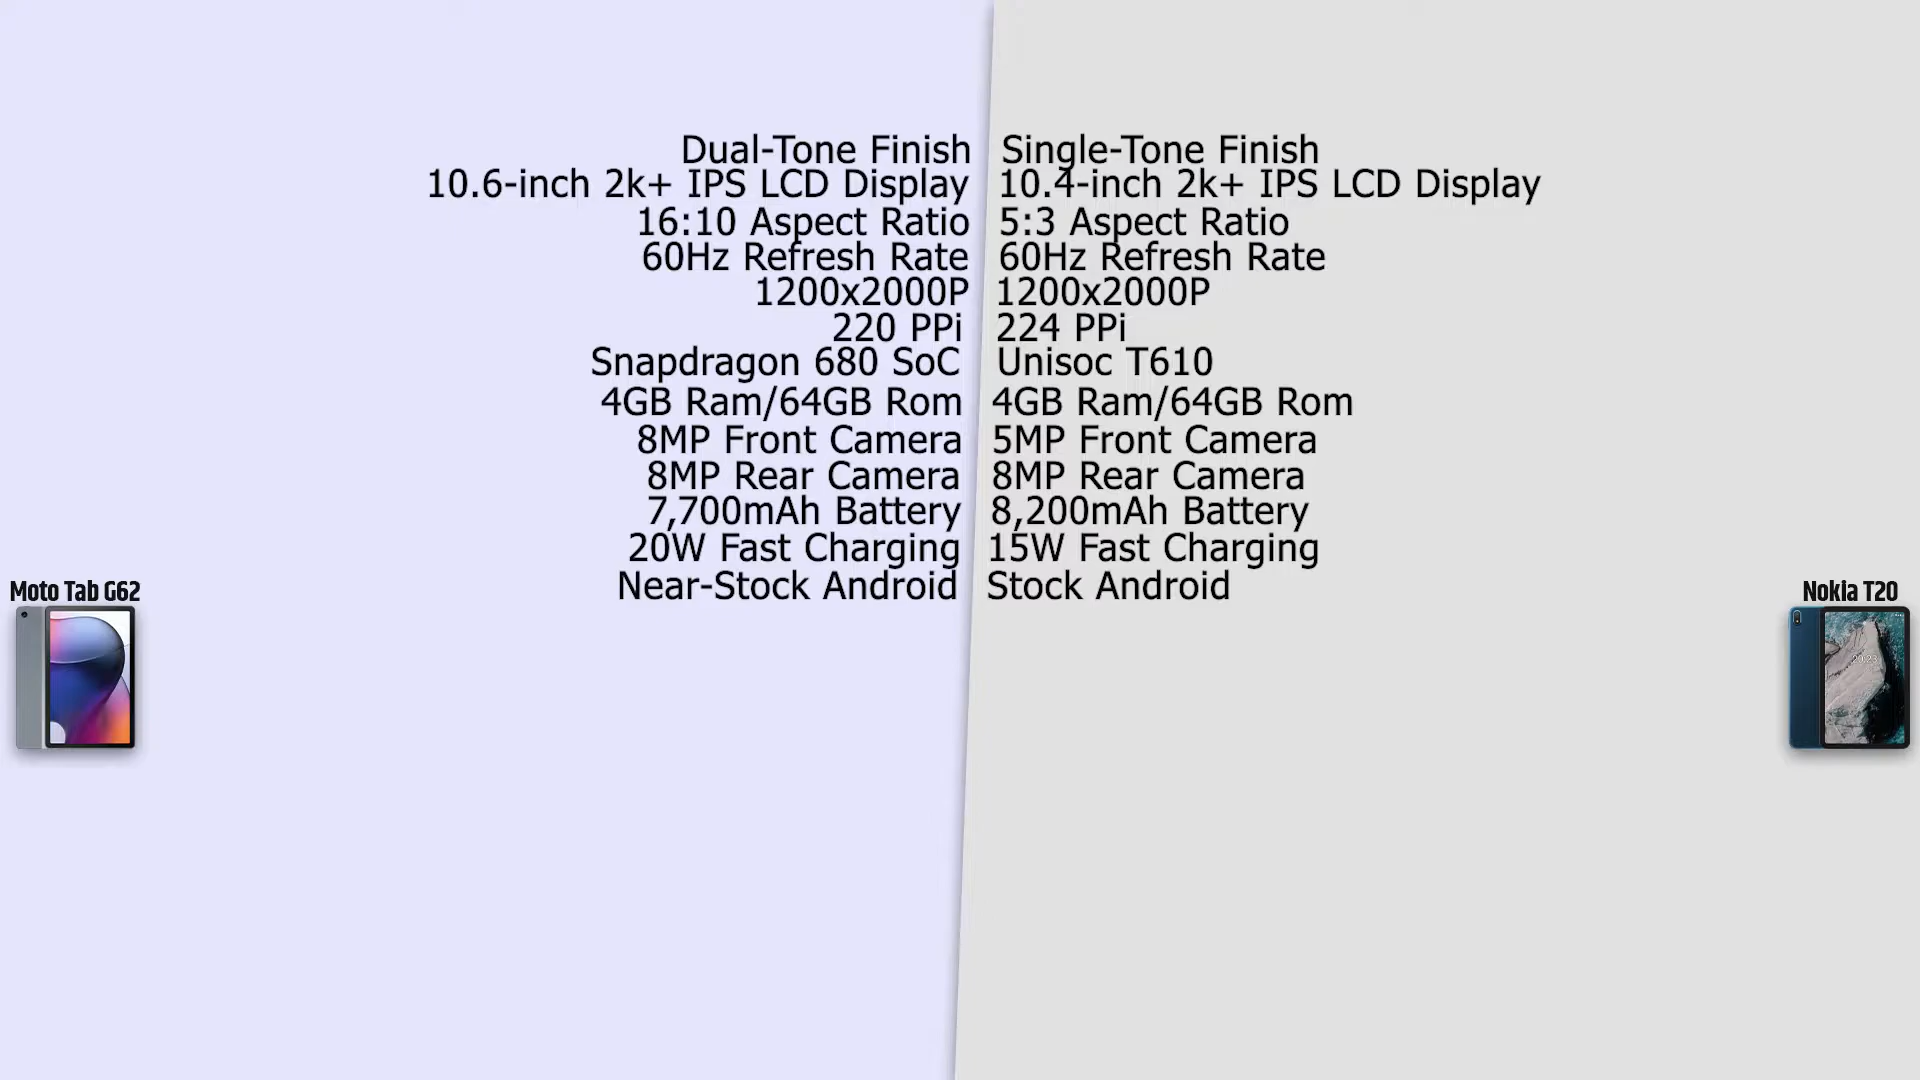 Dual-Tone Finish
10.6-inch 2k+ IPS LCD Display
16:10 Aspect Ratio
60Hz Refresh Rate
1200x2000P
220 PPi
Snapdragon 680 SoC
4GB Ram/64GB Rom
8MP Front Camera
8MP Rear Camera
7,700mAh Battery
20W Fast Charging
Near-Stock Android
Single-Tone Finish
10.4-inch 2k+ IPS LCD Display
5:3 Aspect Ratio
60Hz Refresh Rate
1200x2000P
224 PPi
Unisoc T610
4GB Ram/64GB Rom
5MP Front Camera
8MP Rear Camera
8,200mAh Battery
15W Fast Charging
Stock Android
Moto Tab G62
Nokia T20